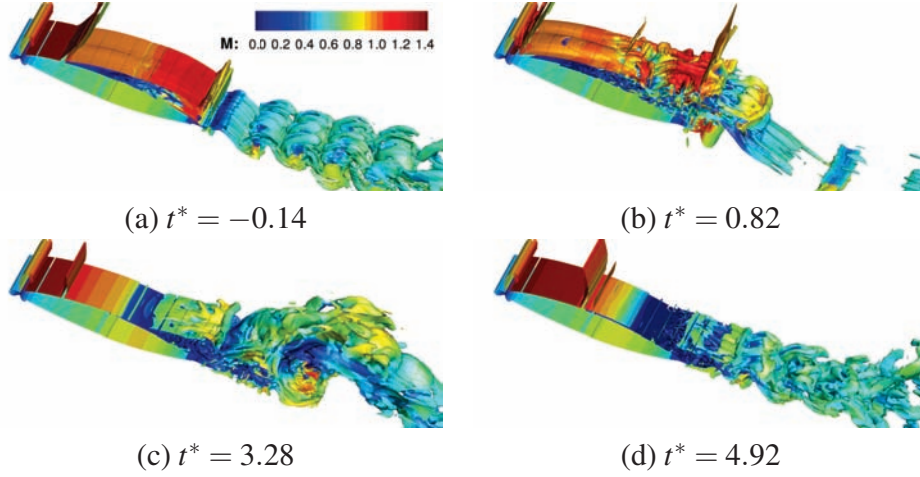 M: 0.0 0.2 0.4 0.6 0.8 1.0 1.2 1.4
(a) t* = −0.14
(b) t* = 0.82
(c) t* = 3.28
(d) t* = 4.92